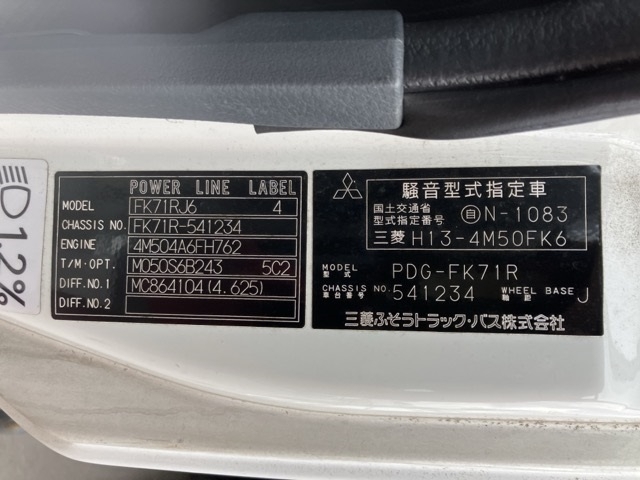 1.2%
POWER LINE LABEL
MODEL FK71RJ6 4
CHASSIS NO. FK71R-541234
ENGINE 4M504A6FH762
T/M・OPT. M050S6B243 5C2
DIFF.NO.1 MC864104(4.625)
DIFF.NO.2
騒音型式指定車
国土交通省
型式指定番号 自N-1083
三菱 H13-4M50FK6
MODEL
型式 PDG-FK71R
CHASSIS NO.
車台番号 541234 WHEEL BASE
軸距 J
三菱ふそうトラック・バス株式会社